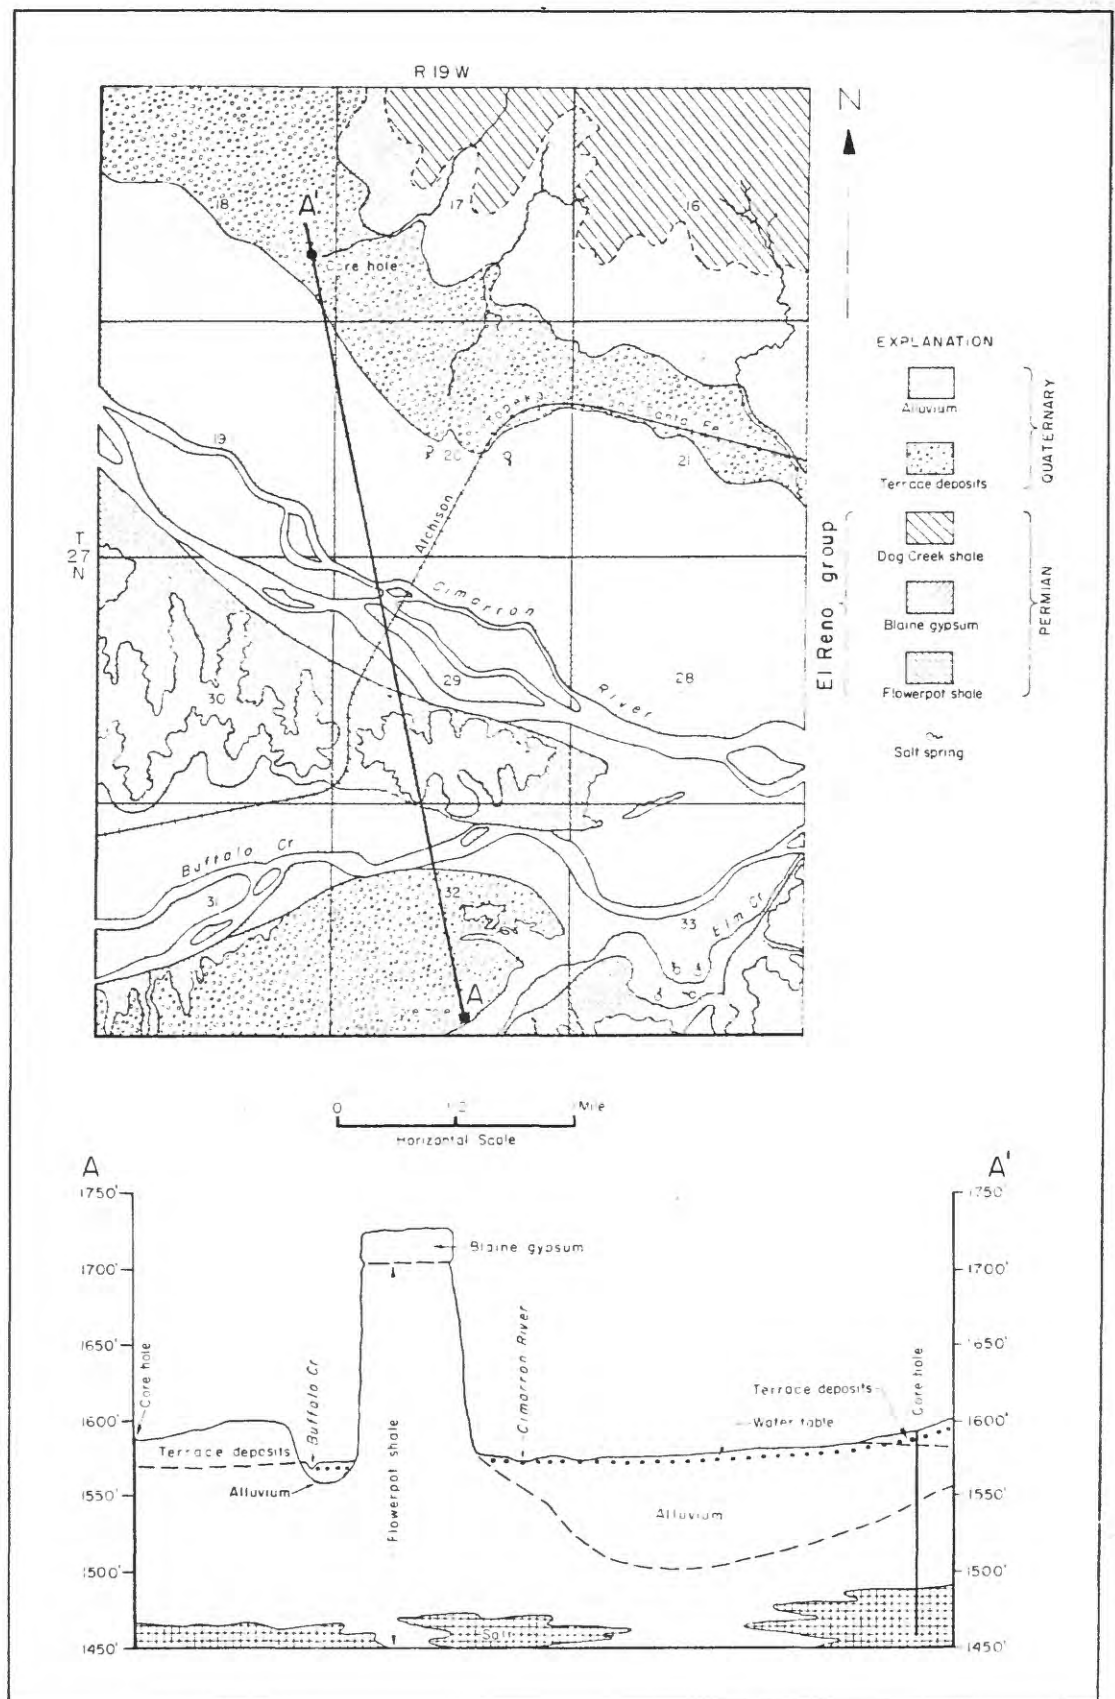 R 19 W
N
18
17
16
A'
Core hole
EXPLANATION
Alluvium
Terrace deposits
QUATERNARY
Dog Creek shale
Blaine gypsum
Flowerpot shale
PERMIAN
El Reno group
Salt spring
19
20
21
Atchison
Topeka
and Santa Fe
T.
27
N
Cimarron
River
30
29
28
Buffalo Cr
31
32
33
Elm Cr
A
0
1/2
1 Mile
Horizontal Scale
A
A'
1750'
1700'
1650'
1600'
1550'
1500'
1450'
1750'
1700'
1650'
1600'
1550'
1500'
1450'
Blaine gypsum
Core hole
Buffalo Cr
Flowerpot shale
Cimarron River
Core hole
Terrace deposits
Water table
Terrace deposits
Alluvium
Alluvium
Salt